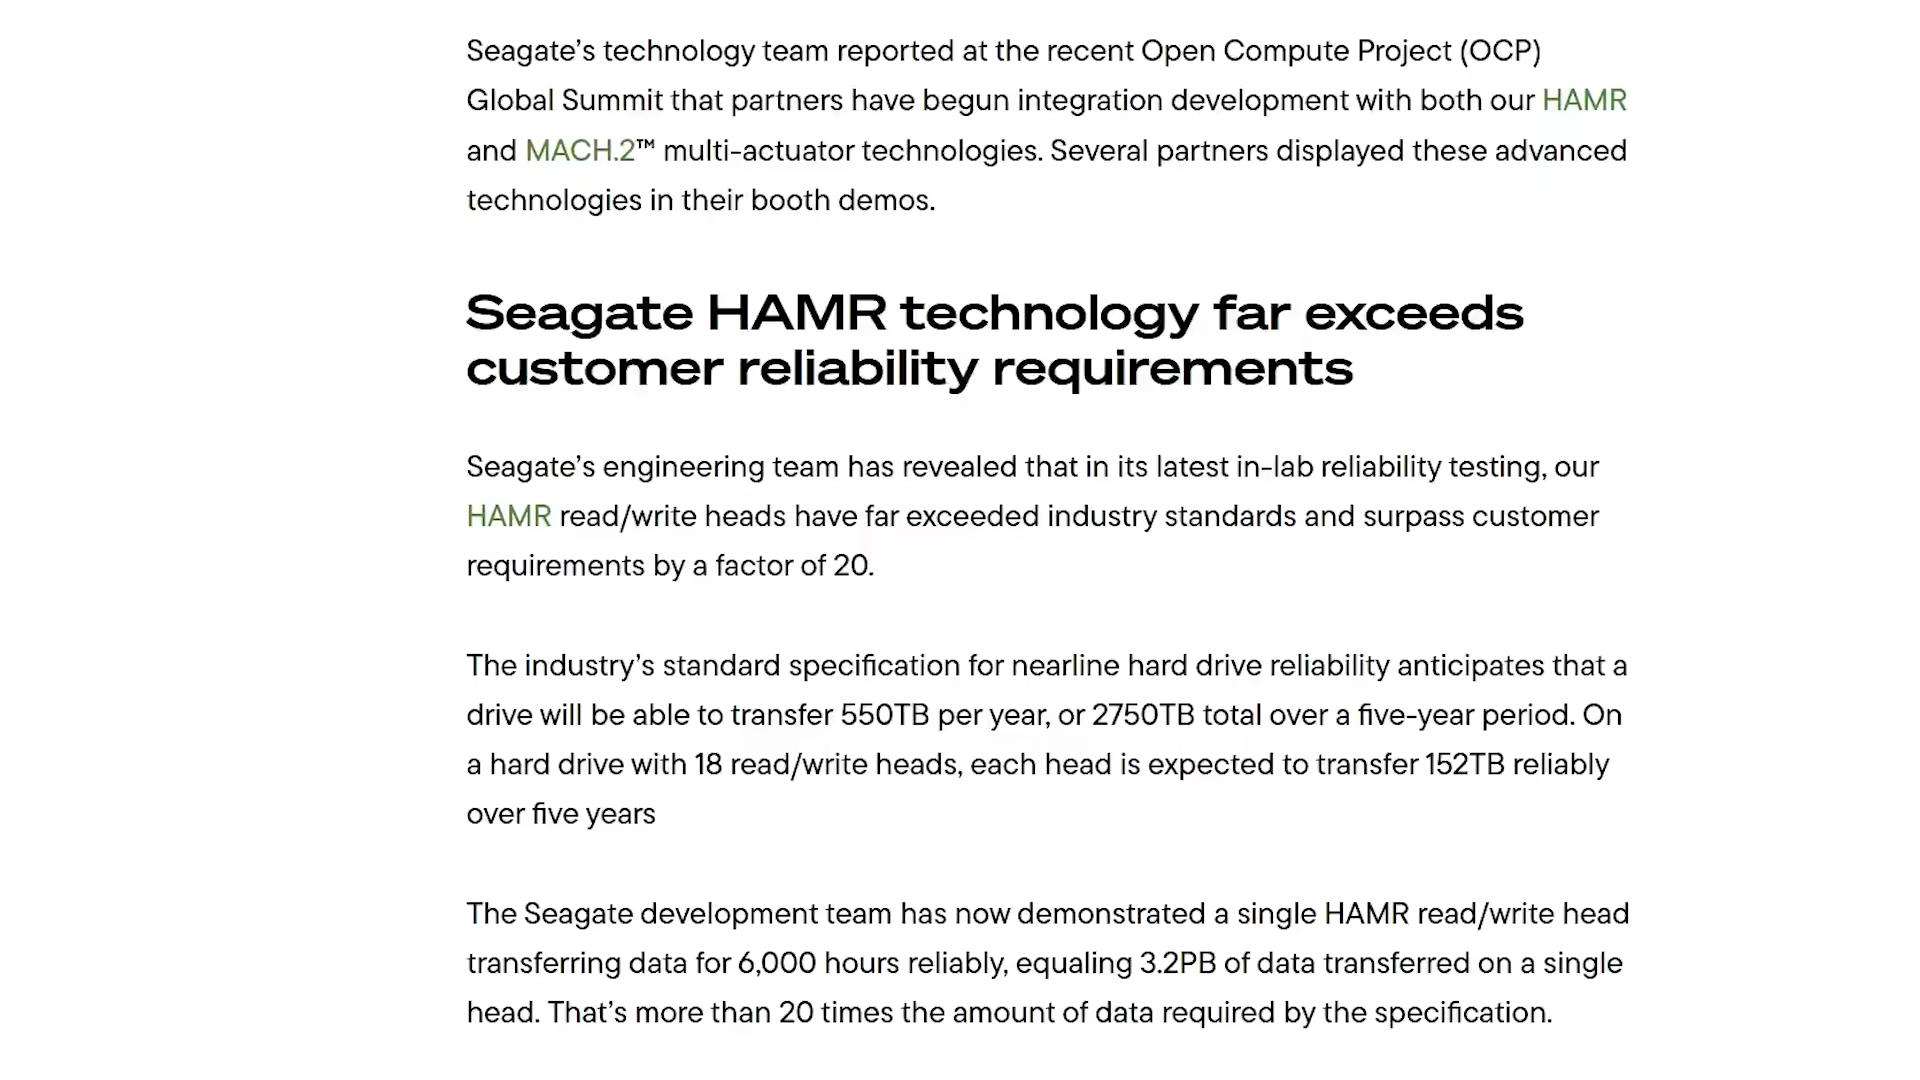 Seagate’s technology team reported at the recent Open Compute Project (OCP)
Global Summit that partners have begun integration development with both our HAMR
and MACH.2™ multi-actuator technologies. Several partners displayed these advanced
technologies in their booth demos.
Seagate HAMR technology far exceeds
customer reliability requirements
Seagate’s engineering team has revealed that in its latest in-lab reliability testing, our
HAMR read/write heads have far exceeded industry standards and surpass customer
requirements by a factor of 20.
The industry’s standard specification for nearline hard drive reliability anticipates that a
drive will be able to transfer 550TB per year, or 2750TB total over a five-year period. On
a hard drive with 18 read/write heads, each head is expected to transfer 152TB reliably
over five years
The Seagate development team has now demonstrated a single HAMR read/write head
transferring data for 6,000 hours reliably, equaling 3.2PB of data transferred on a single
head. That’s more than 20 times the amount of data required by the specification.